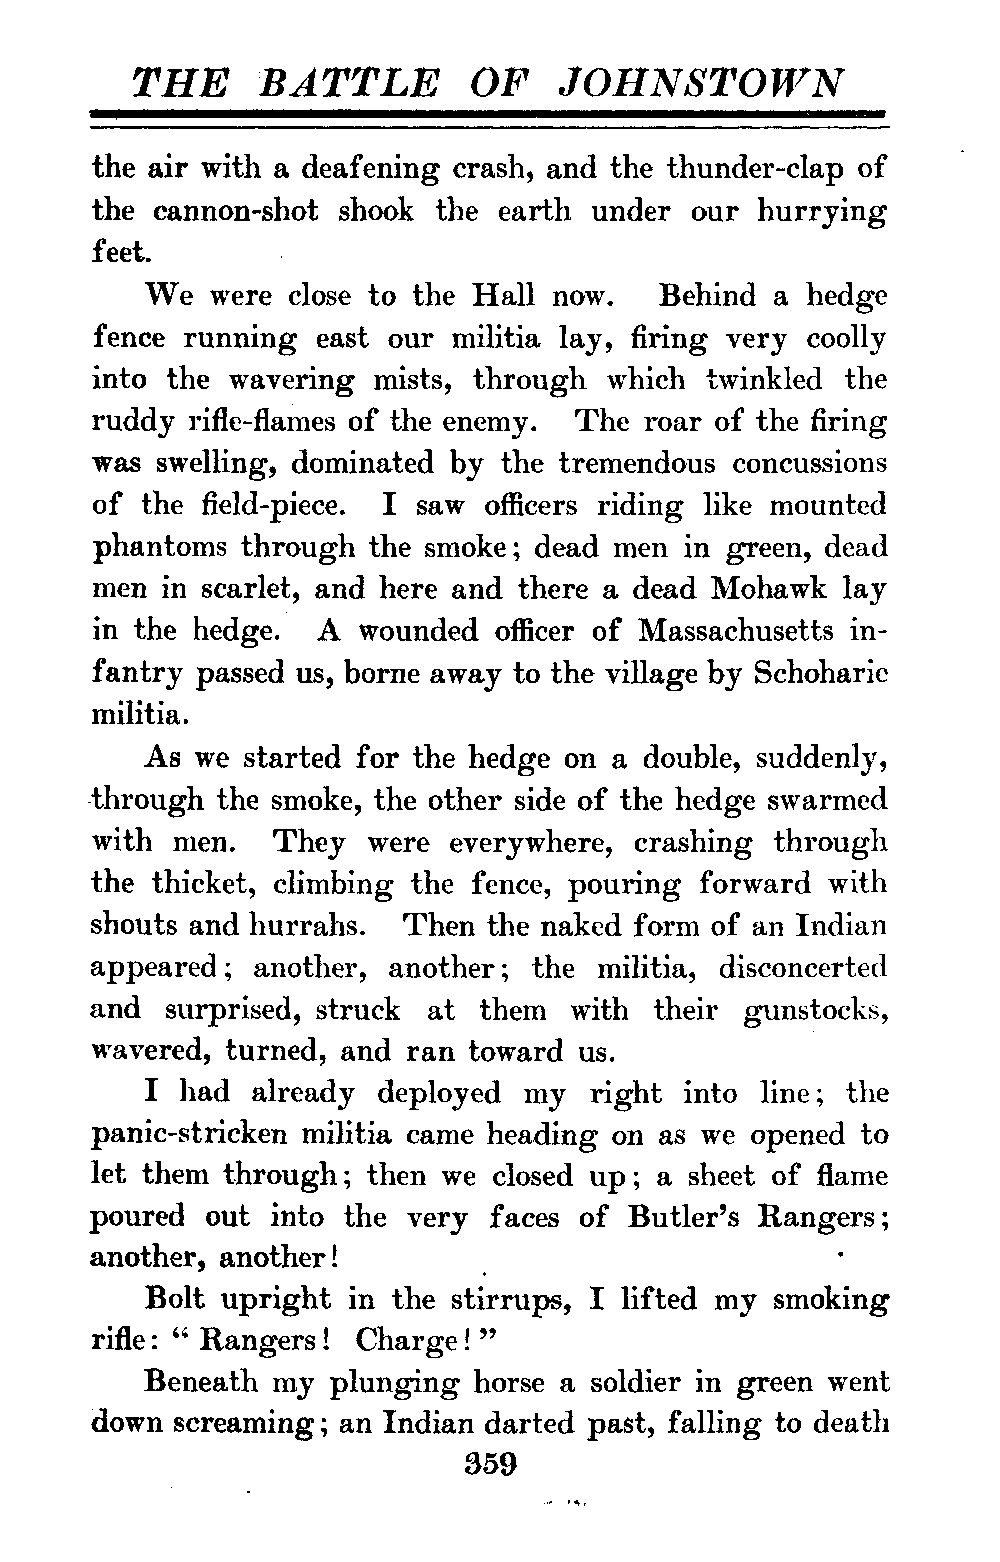 THE BATTLE OF JOHNSTOWN
the air with a deafening crash, and the thunder-clap of
the cannon-shot shook the earth under our hurrying
feet.
We were close to the Hall now. Behind a hedge
fence running east our militia lay, firing very coolly
into the wavering mists, through which twinkled the
ruddy rifle-flames of the enemy. The roar of the firing
was swelling, dominated by the tremendous concussions
of the field-piece. I saw officers riding like mounted
phantoms through the smoke; dead men in green, dead
men in scarlet, and here and there a dead Mohawk lay
in the hedge. A wounded officer of Massachusetts in-
fantry passed us, borne away to the village by Schoharie
militia.
As we started for the hedge on a double, suddenly,
through the smoke, the other side of the hedge swarmed
with men. They were everywhere, crashing through
the thicket, climbing the fence, pouring forward with
shouts and hurrahs. Then the naked form of an Indian
appeared; another, another; the militia, disconcerted
and surprised, struck at them with their gunstocks,
wavered, turned, and ran toward us.
I had already deployed my right into line; the
panic-stricken militia came heading on as we opened to
let them through; then we closed up; a sheet of flame
poured out into the very faces of Butler's Rangers;
another, another!
Bolt upright in the stirrups, I lifted my smoking
rifle: "Rangers! Charge!"
Beneath my plunging horse a soldier in green went
down screaming; an Indian darted past, falling to death
359